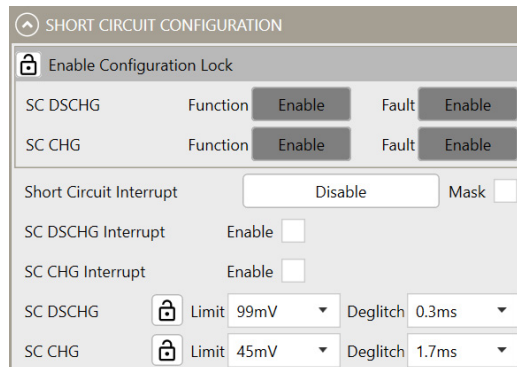 SHORT CIRCUIT CONFIGURATION
Enable Configuration Lock
SC DSCHG Function Enable Fault Enable
SC CHG Function Enable Fault Enable
Short Circuit Interrupt Disable Mask
SC DSCHG Interrupt Enable
SC CHG Interrupt Enable
SC DSCHG Limit 99mV Deglitch 0.3ms
SC CHG Limit 45mV Deglitch 1.7ms